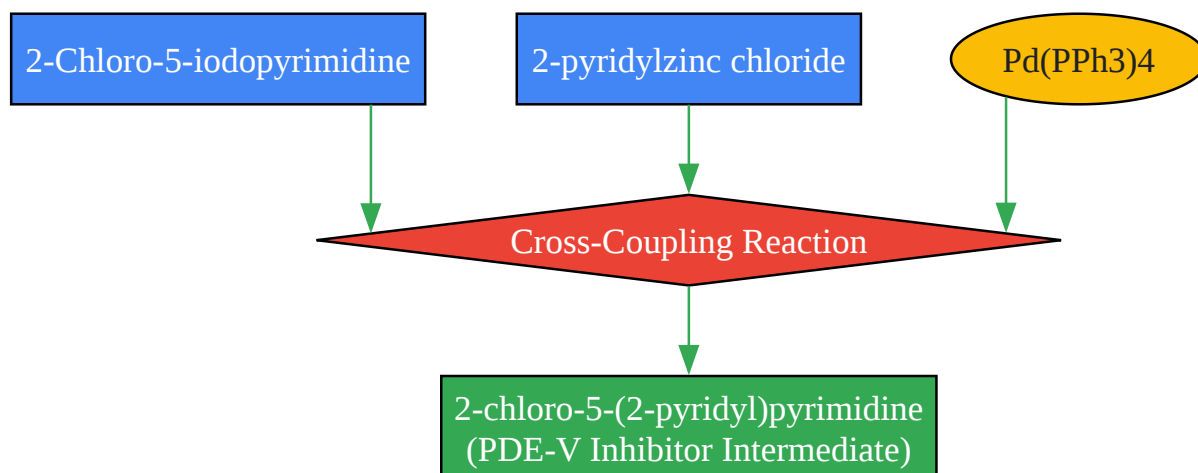 2-Chloro-5-iodopyrimidine
2-pyridylzinc chloride
Pd(PPh3)4
Cross-Coupling Reaction
2-chloro-5-(2-pyridyl)pyrimidine
(PDE-V Inhibitor Intermediate)